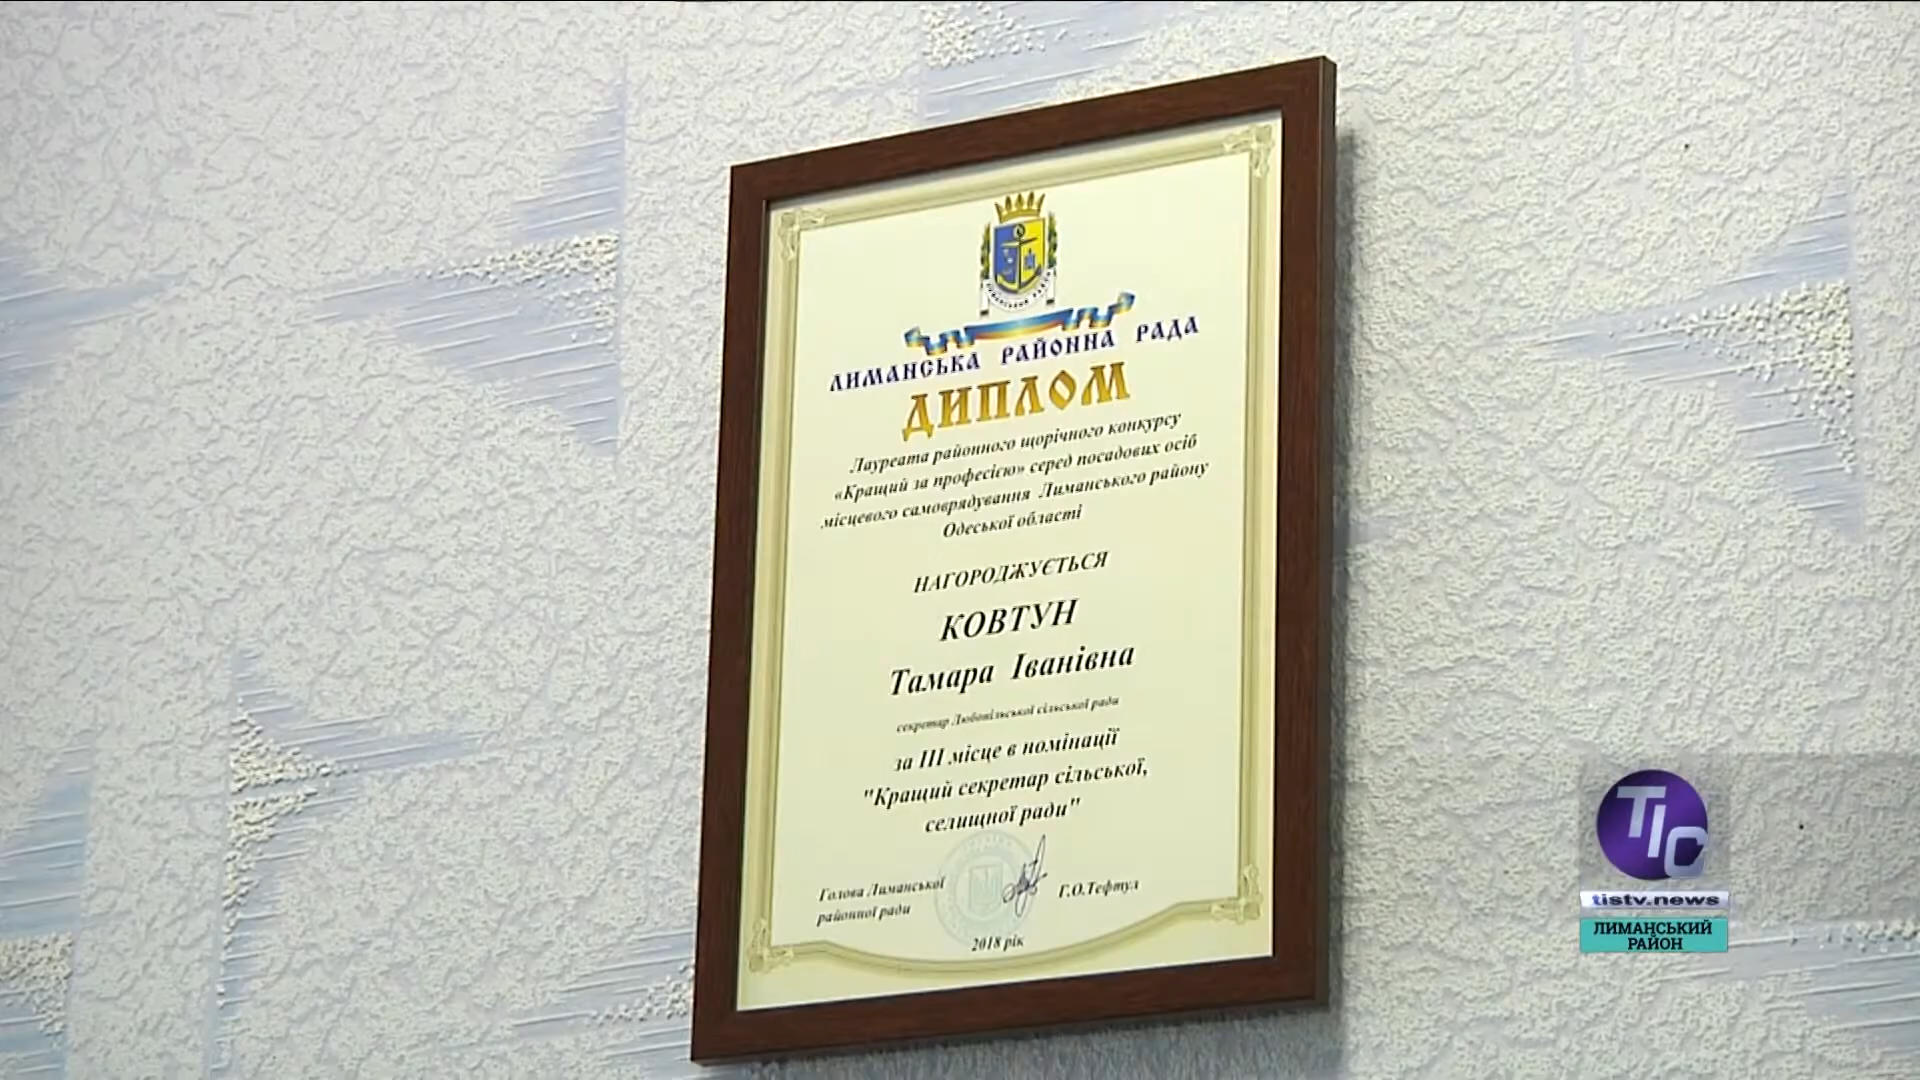 ЛИМАНСЬКА РАЙОННА РАДА
ДИПЛОМ
Лауреата районного щорічного конкурсу
«Кращий за професією» серед посадових осіб
місцевого самоврядування Лиманського району
Одеської області
НАГОРОДЖУЄТЬСЯ
КОВТУН
Тамара Іванівна
секретар Любопільської сільської ради
за III місце в номінації
"Кращий секретар сільської,
селищної ради"
Голова Лиманської
районної ради
Г.О.Тефтул
2018 рік
ТІС
tistv.news
ЛИМАНСЬКИЙ
РАЙОН